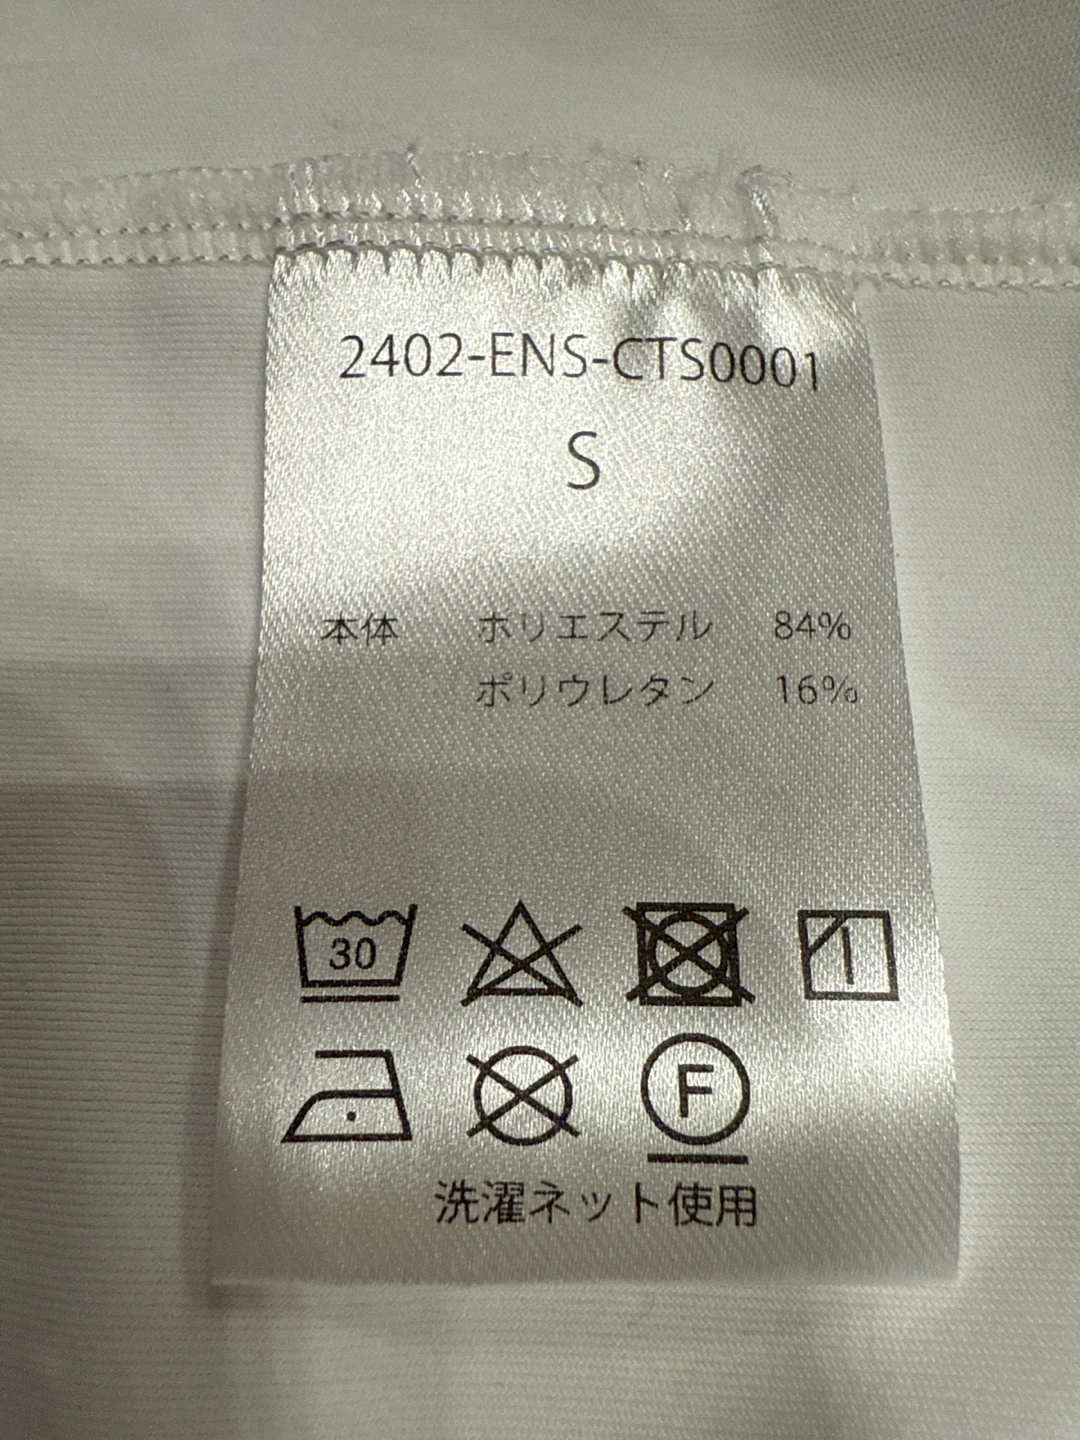 2402-ENS-CTS0001
S
本体 ポリエステル 84%
ポリウレタン 16%
30
F
洗濯ネット使用